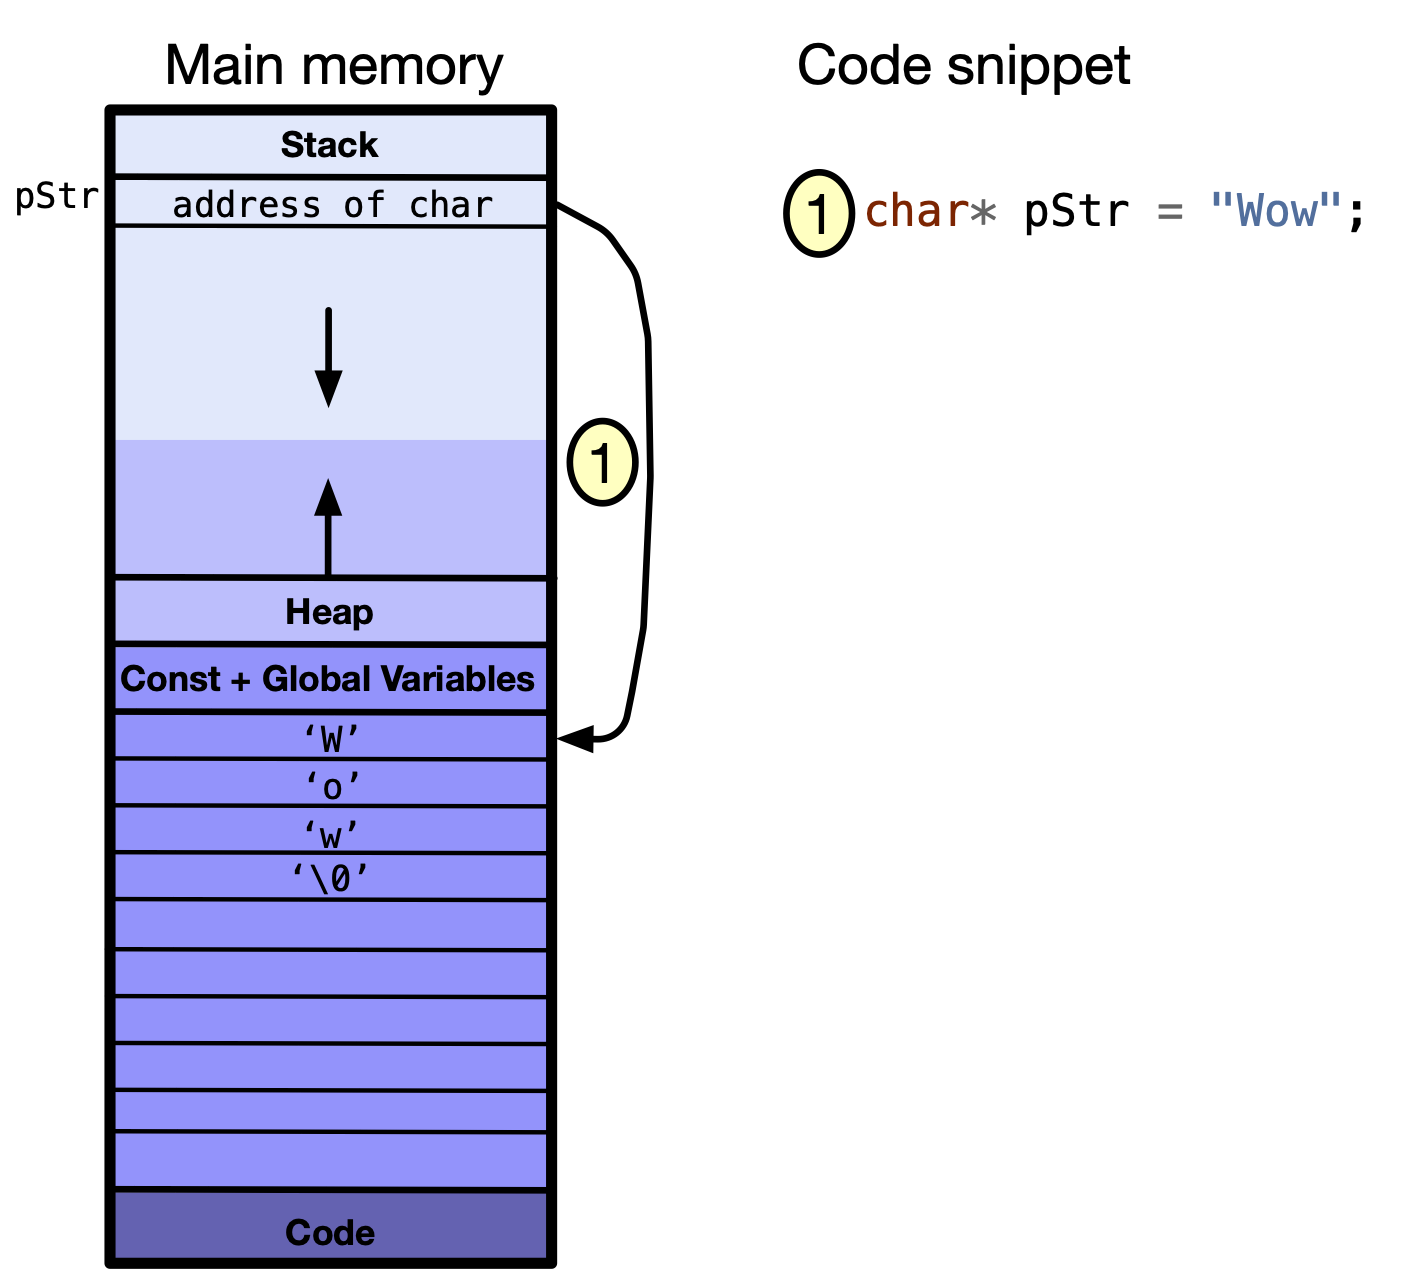 Main memory
Code snippet
Stack
pStr
address of char
1
char* pStr = "Wow";
1
Heap
Const + Global Variables
‘W’
‘o’
‘w’
‘\0’
Code